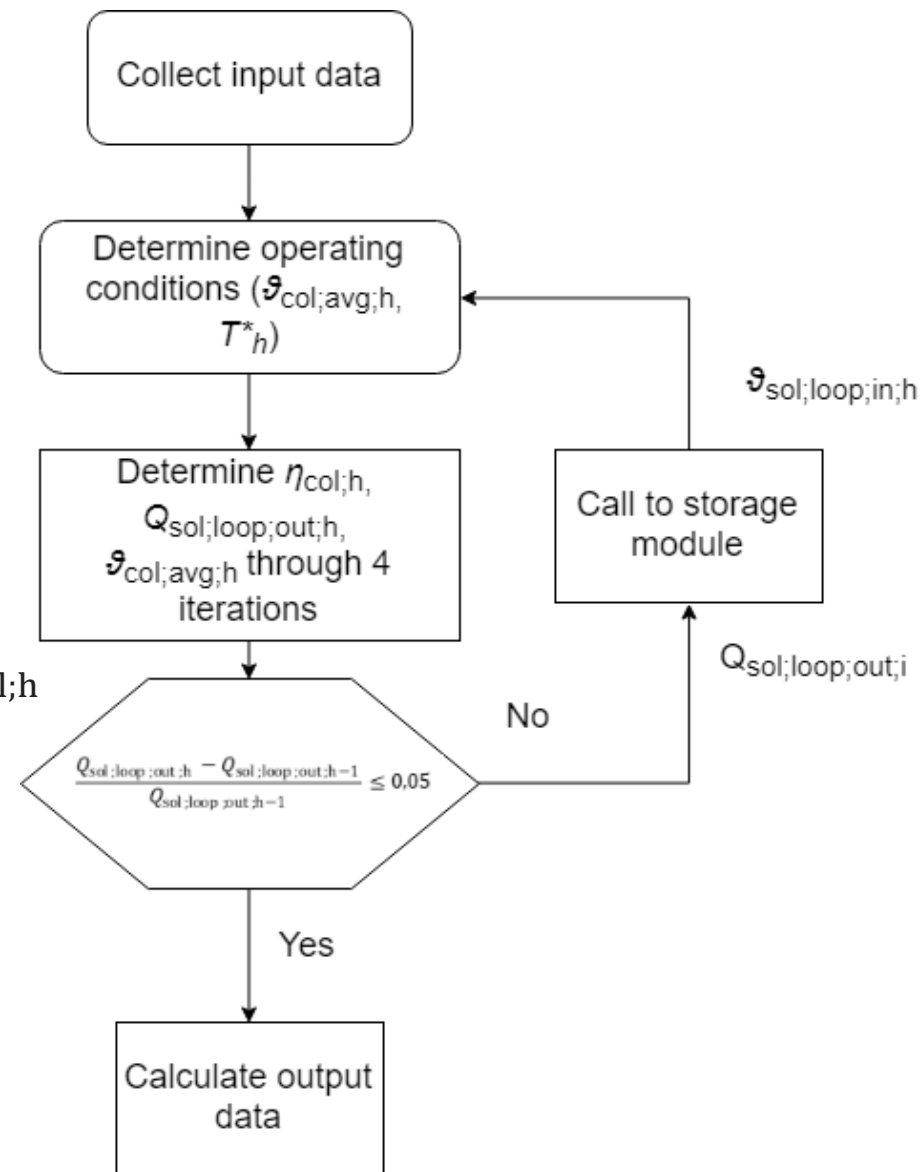 Collect input data
Determine operating
conditions (ϑcol;avg;h,
T*h)
Determine ηcol;h,
Qsol;loop;out;h,
ϑcol;avg;h through 4
iterations
ϑsol;loop;in;h
Call to storage
module
Qsol;loop;out;i
l;h
No
Qsol;loop;out;h − Qsol;loop;out;h−1
Qsol;loop;out;h−1
≤ 0,05
Yes
Calculate output
data